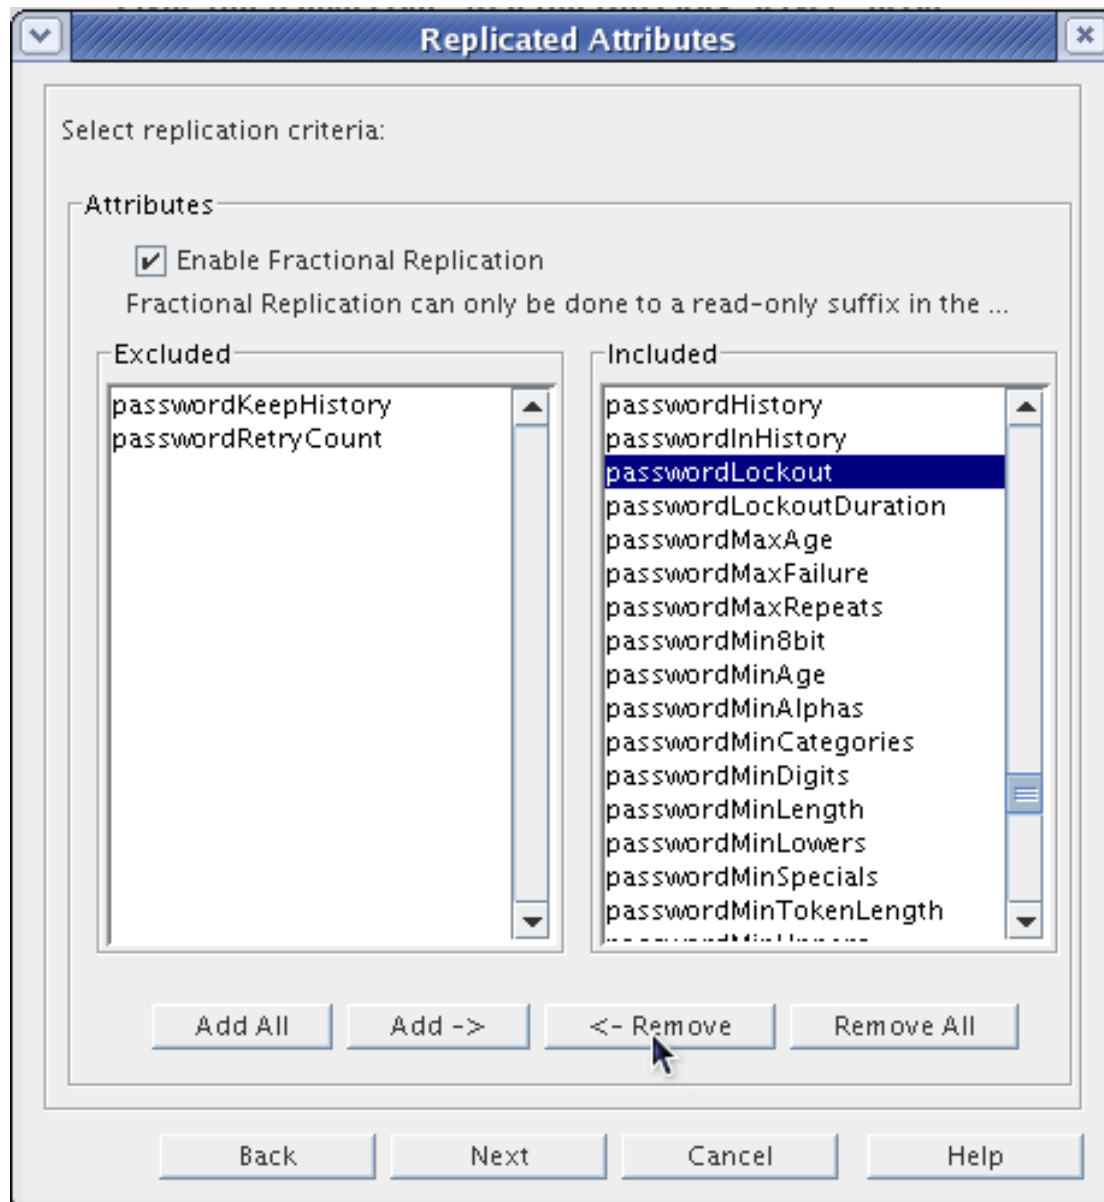 Replicated Attributes
Select replication criteria:
Attributes
Enable Fractional Replication
Fractional Replication can only be done to a read-only suffix in the ...
Excluded
passwordKeepHistory
passwordRetryCount
Included
passwordHistory
passwordInHistory
passwordLockout
passwordLockoutDuration
passwordMaxAge
passwordMaxFailure
passwordMaxRepeats
passwordMin8bit
passwordMinAge
passwordMinAlphas
passwordMinCategories
passwordMinDigits
passwordMinLength
passwordMinLowers
passwordMinSpecials
passwordMinTokenLength
Add All
Add ->
<- Remove
Remove All
Back
Next
Cancel
Help